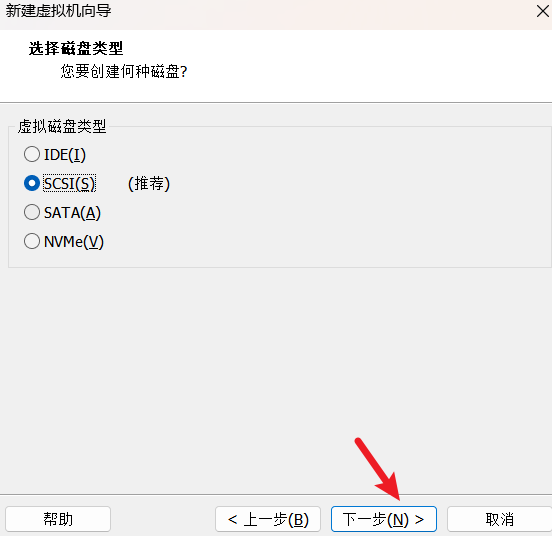 新建虚拟机向导
选择磁盘类型
您要创建何种磁盘?
虚拟磁盘类型
IDE(I)
SCSI(S) (推荐)
SATA(A)
NVMe(V)
帮助 < 上一步(B) 下一步(N) > 取消